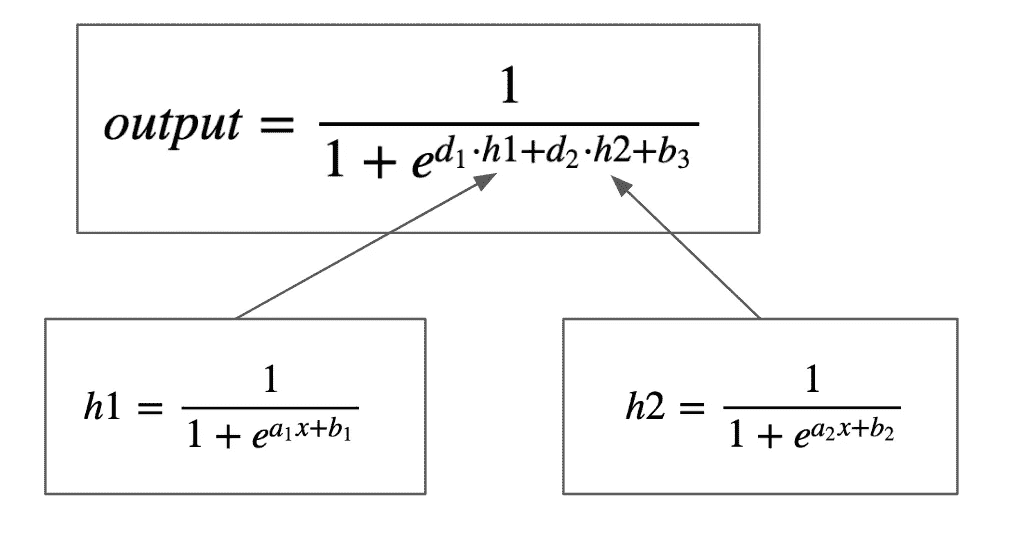 output = \frac{1}{1 + e^{d_1 \cdot h1 + d_2 \cdot h2 + b_3}}
h1 = \frac{1}{1 + e^{a_1 x + b_1}}
h2 = \frac{1}{1 + e^{a_2 x + b_2}}